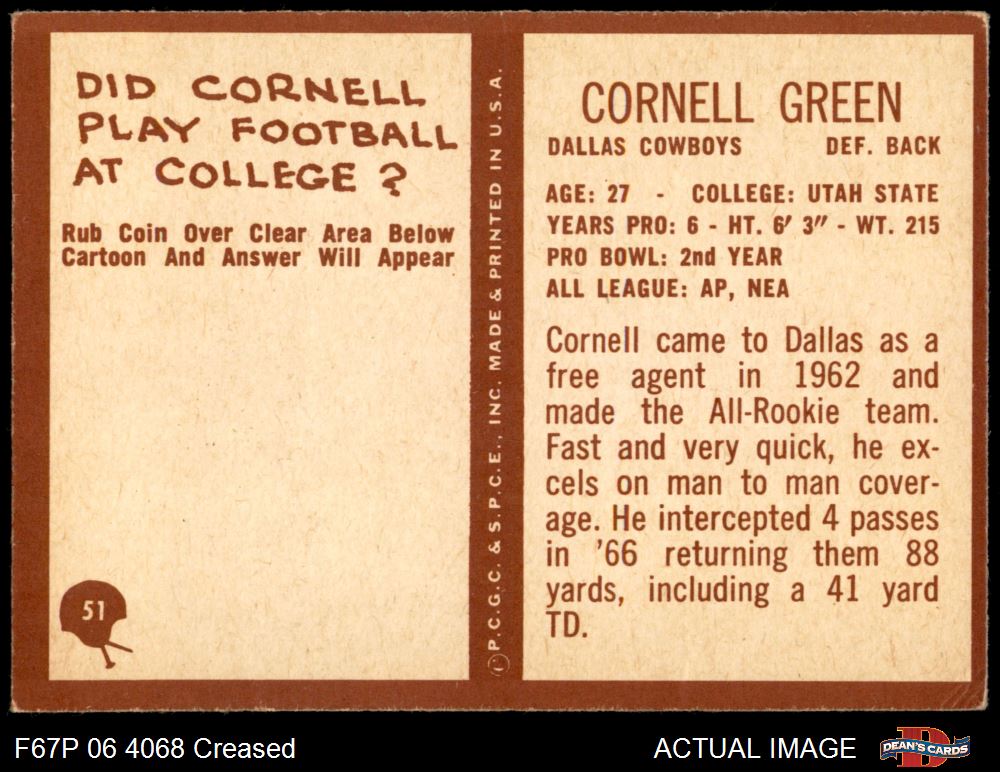 DID CORNELL
PLAY FOOTBALL
AT COLLEGE ?
Rub Coin Over Clear Area Below
Cartoon And Answer Will Appear
51
© P.C.G.C. & S.P.C.E., INC. MADE & PRINTED IN U.S.A.
CORNELL GREEN
DALLAS COWBOYS DEF. BACK
AGE: 27 - COLLEGE: UTAH STATE
YEARS PRO: 6 - HT. 6' 3" - WT. 215
PRO BOWL: 2nd YEAR
ALL LEAGUE: AP, NEA
Cornell came to Dallas as a
free agent in 1962 and
made the All-Rookie team.
Fast and very quick, he ex-
cels on man to man cover-
age. He intercepted 4 passes
in '66 returning them 88
yards, including a 41 yard
TD.
F67P 06 4068 Creased
ACTUAL IMAGE
DEAN'S CARDS